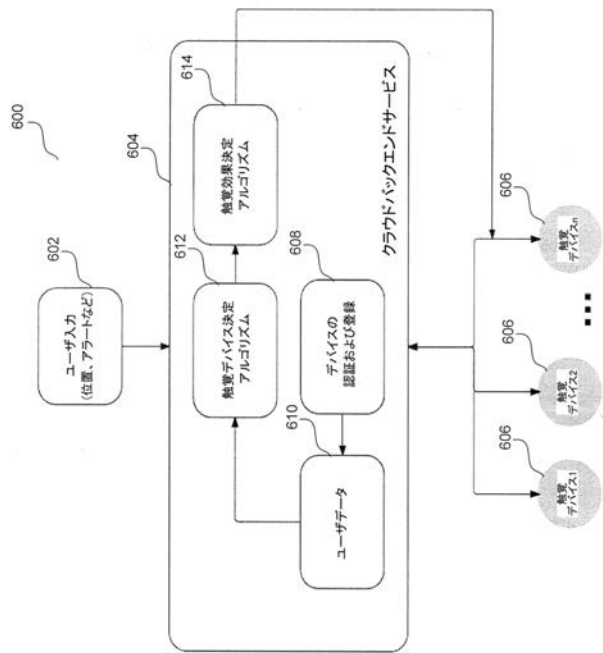 600
602
ユーザ入力
(位置、アラートなど)
604
612
触覚デバイス決定
アルゴリズム
614
触覚効果決定
アルゴリズム
610
ユーザデータ
608
デバイスの
認証および登録
クラウドバックエンドサービス
606
触覚
デバイス1
606
触覚
デバイス2
606
触覚
デバイスn